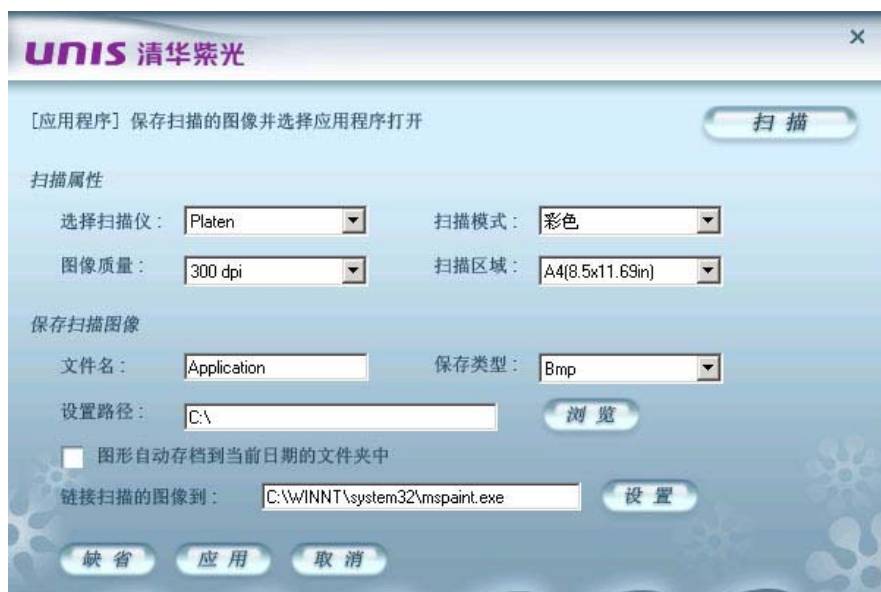 UNIS 清华紫光
×
[应用程序] 保存扫描的图像并选择应用程序打开
扫描
扫描属性
选择扫描仪： Platen 扫描模式： 彩色
图像质量： 300 dpi 扫描区域： A4(8.5x11.69in)
保存扫描图像
文件名： Application 保存类型： Bmp
设置路径： C:\ 浏览
图形自动存档到当前日期的文件夹中
链接扫描的图像到： C:\WINNT\system32\mspaint.exe 设置
缺省 应用 取消